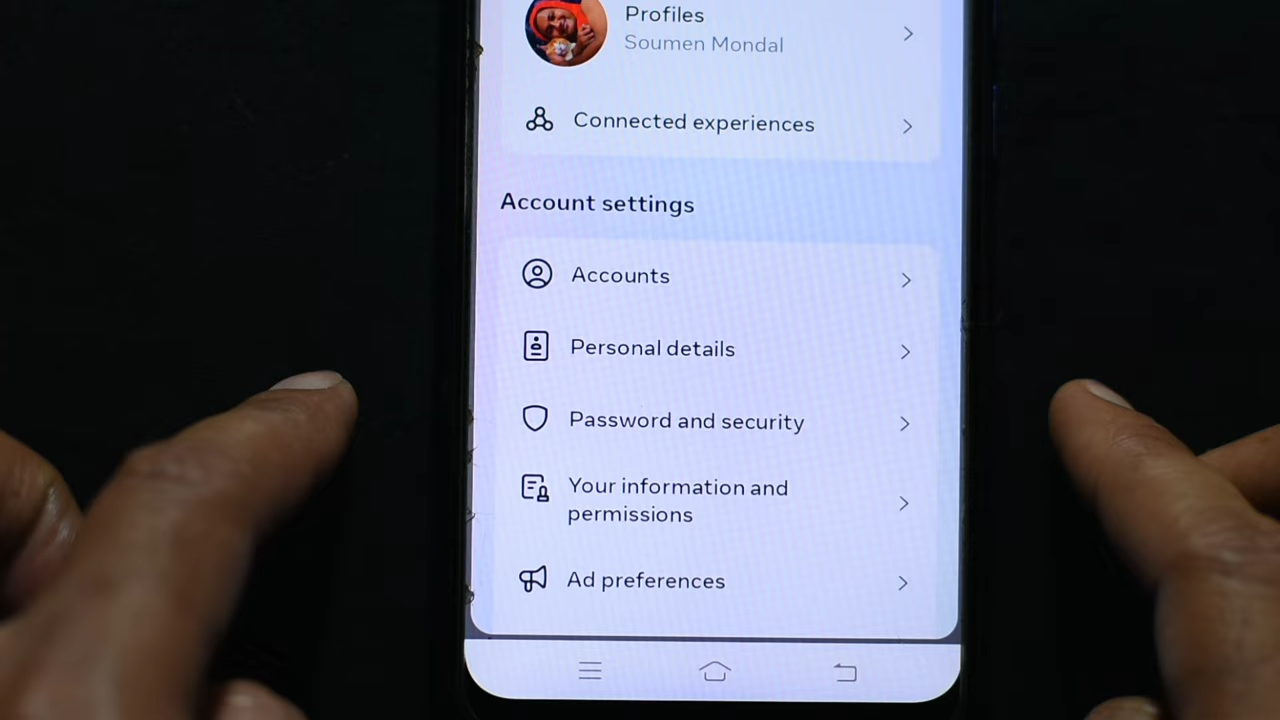 Profiles
Soumen Mondal
Connected experiences
Account settings
Accounts
Personal details
Password and security
Your information and
permissions
Ad preferences